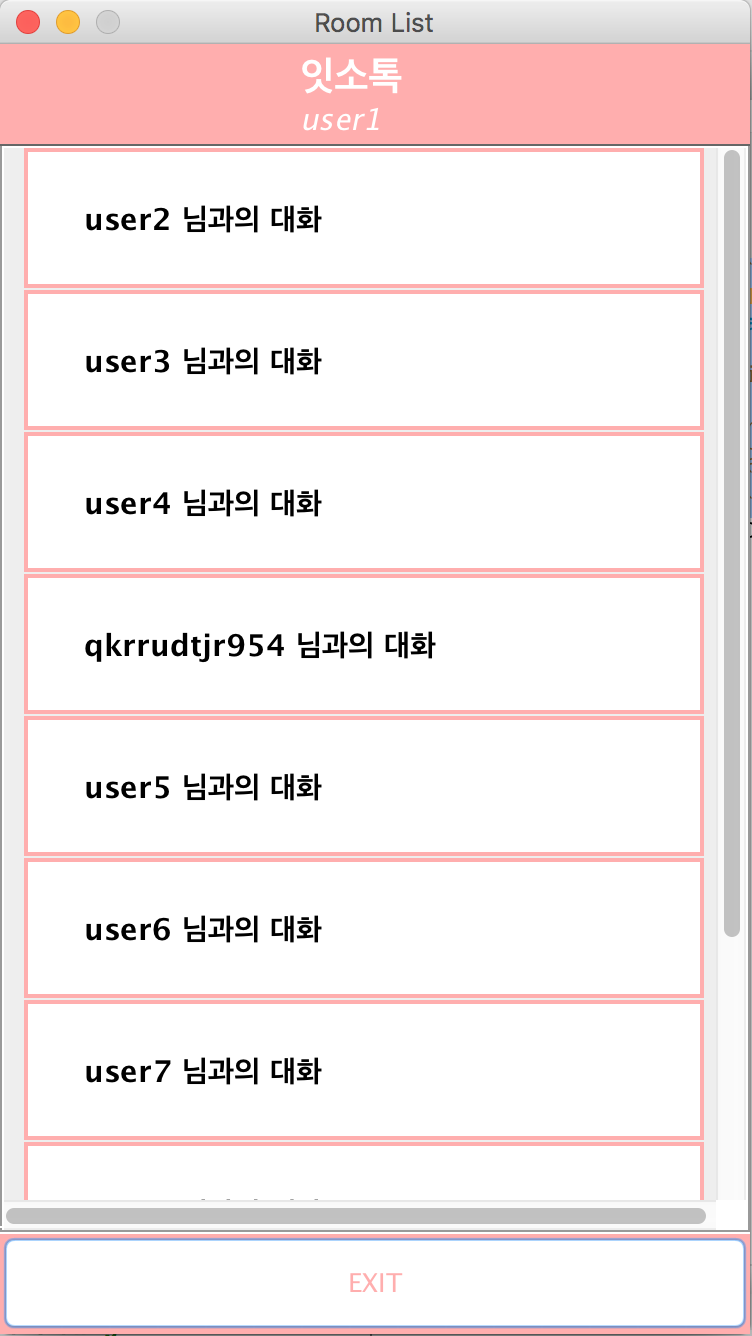 Room List
잇소톡
user1
user2 님과의 대화
user3 님과의 대화
user4 님과의 대화
qkrrudtjr954 님과의 대화
user5 님과의 대화
user6 님과의 대화
user7 님과의 대화
EXIT